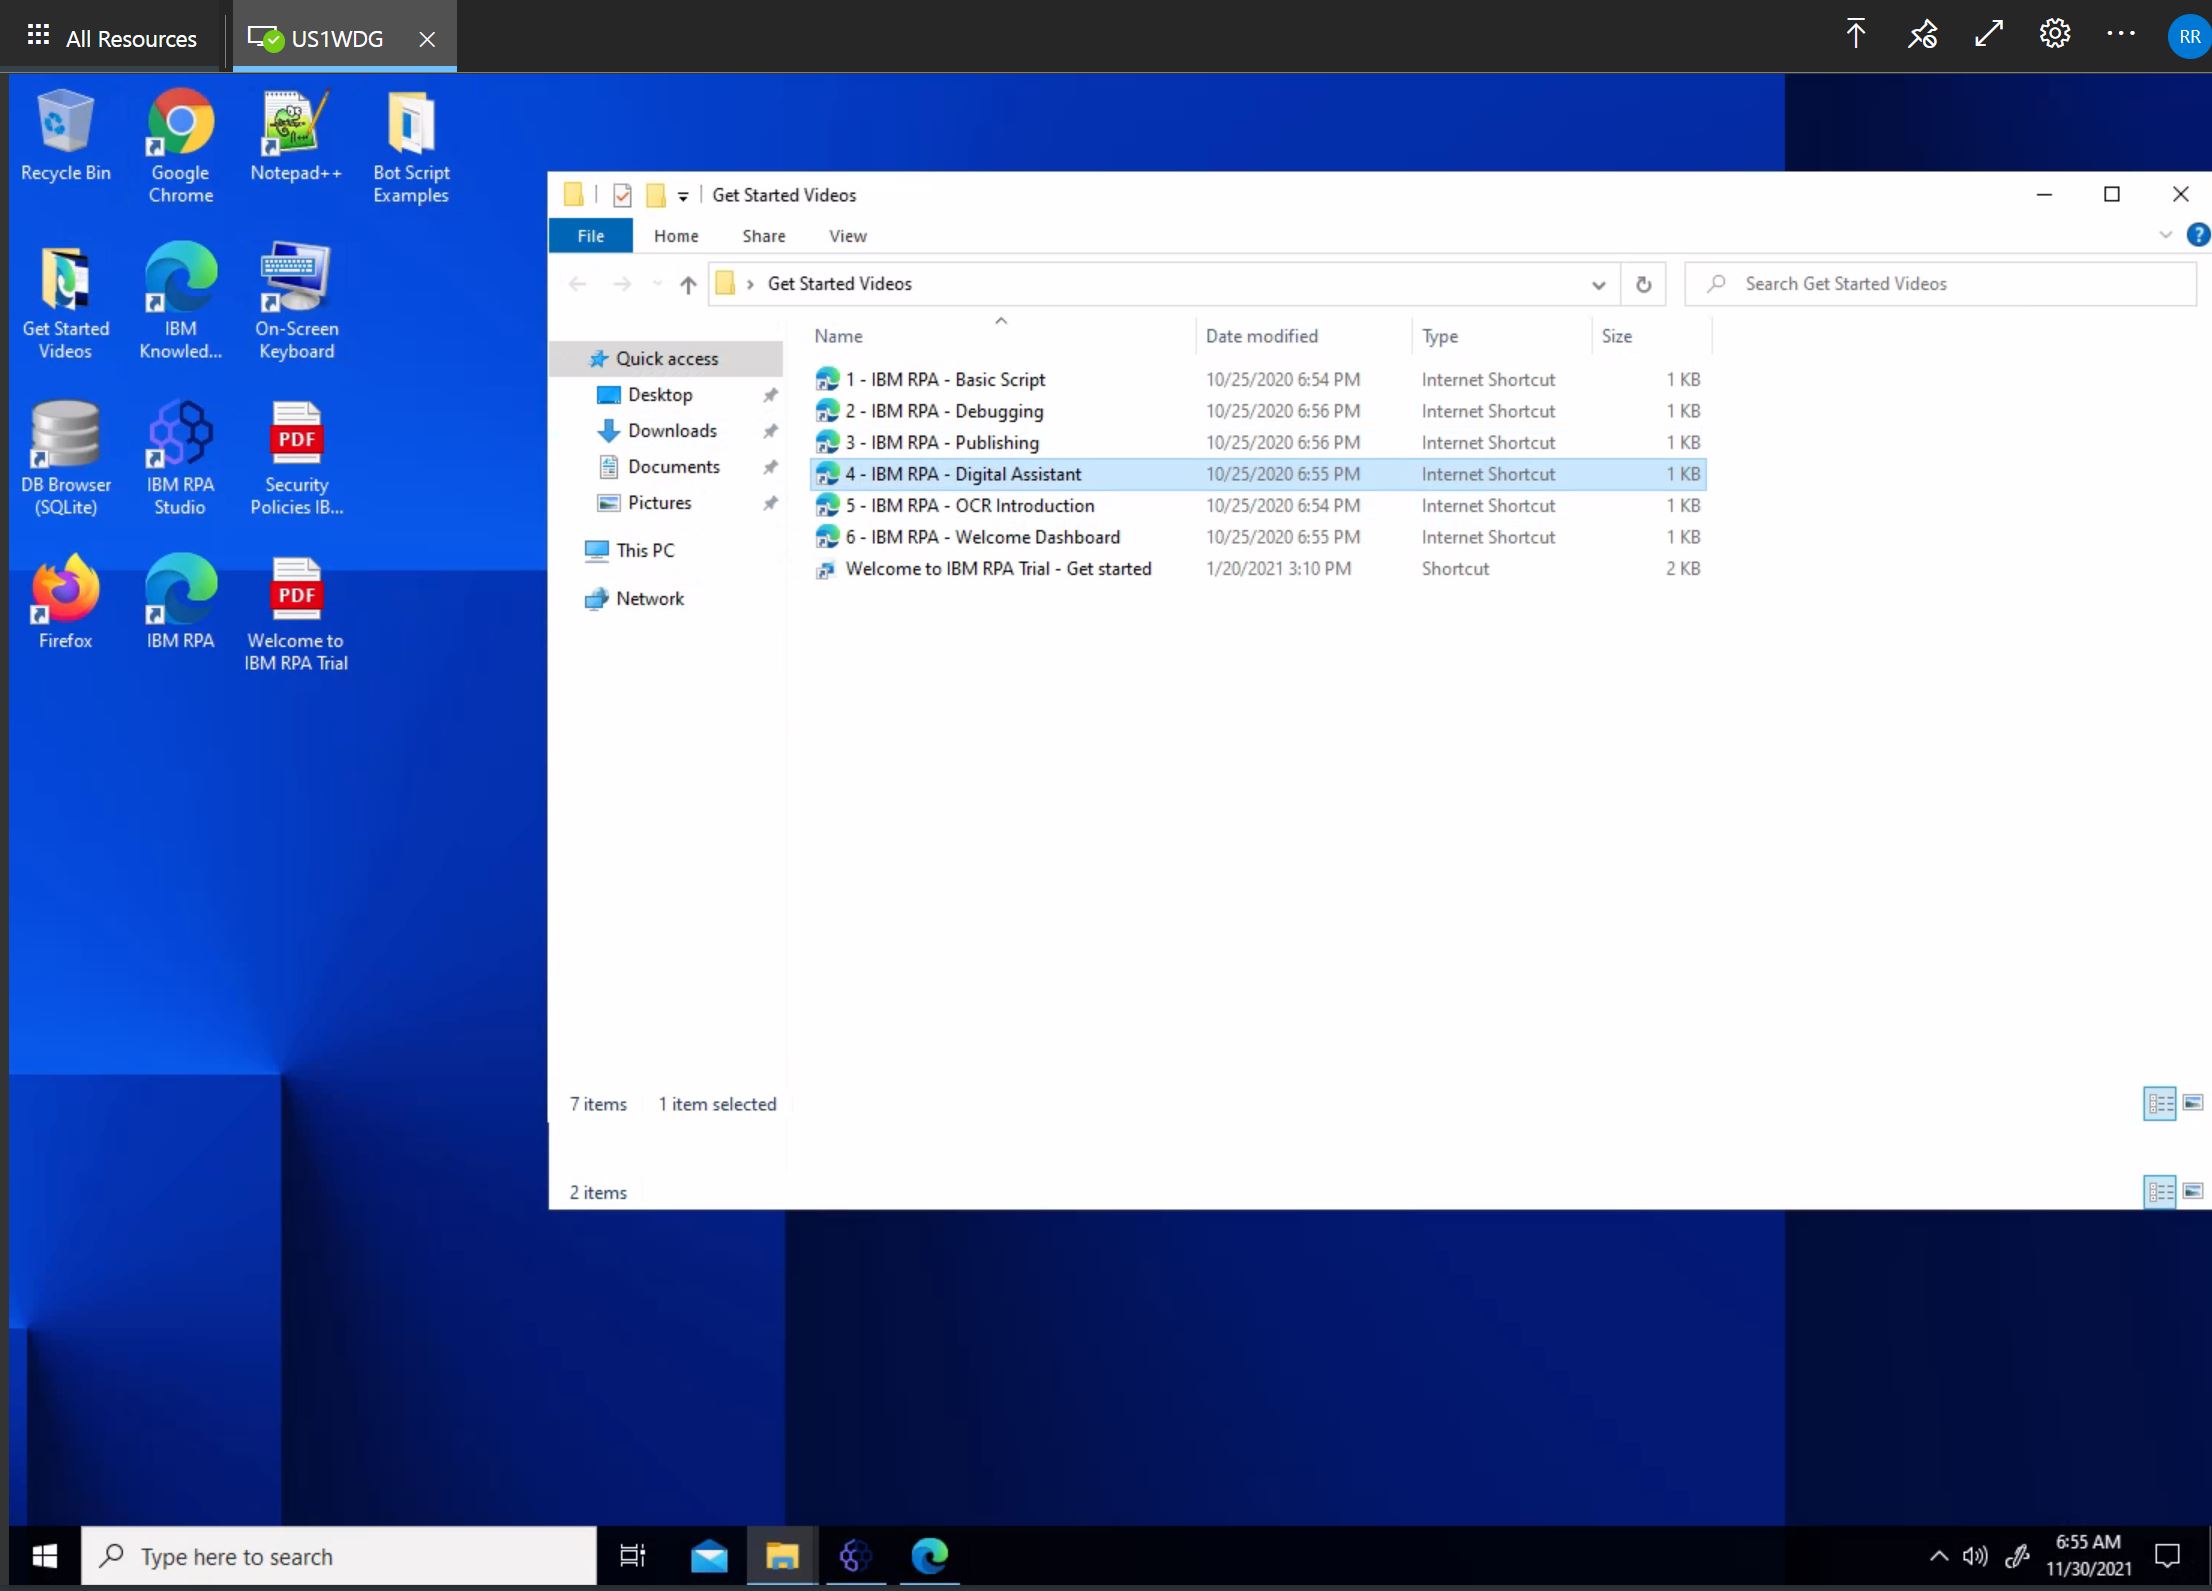 All Resources
US1WDG
RR
Recycle Bin
Google
Chrome
Notepad++
Bot Script
Examples
Get Started
Videos
IBM
Knowled...
On-Screen
Keyboard
DB Browser
(SQLite)
IBM RPA
Studio
PDF
Security
Policies IB...
Firefox
IBM RPA
PDF
Welcome to
IBM RPA Trial
Get Started Videos
File Home Share View
?
Get Started Videos
Search Get Started Videos
Quick access
Desktop
Downloads
Documents
Pictures
This PC
Network
Name Date modified Type Size
1 - IBM RPA - Basic Script 10/25/2020 6:54 PM Internet Shortcut 1 KB
2 - IBM RPA - Debugging 10/25/2020 6:56 PM Internet Shortcut 1 KB
3 - IBM RPA - Publishing 10/25/2020 6:56 PM Internet Shortcut 1 KB
4 - IBM RPA - Digital Assistant 10/25/2020 6:55 PM Internet Shortcut 1 KB
5 - IBM RPA - OCR Introduction 10/25/2020 6:54 PM Internet Shortcut 1 KB
6 - IBM RPA - Welcome Dashboard 10/25/2020 6:55 PM Internet Shortcut 1 KB
Welcome to IBM RPA Trial - Get started 1/20/2021 3:10 PM Shortcut 2 KB
7 items 1 item selected
2 items
Type here to search
6:55 AM
11/30/2021